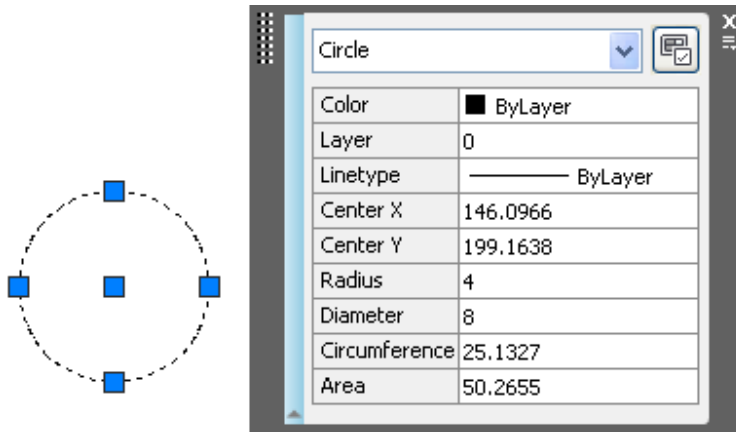 Circle
Color ByLayer
Layer 0
Linetype ByLayer
Center X 146.0966
Center Y 199.1638
Radius 4
Diameter 8
Circumference 25.1327
Area 50.2655